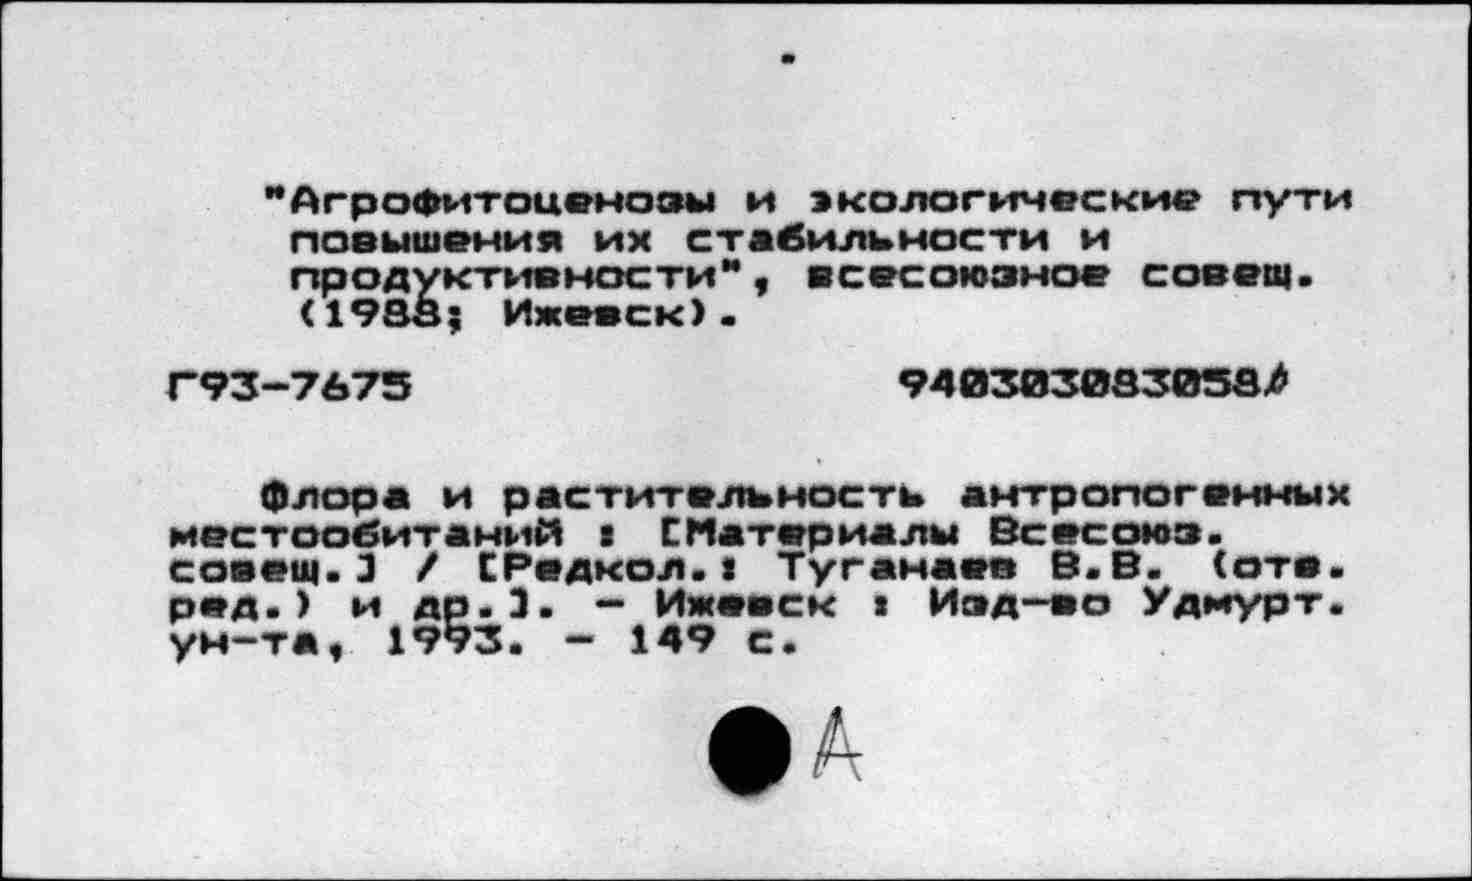 "Агрофитоценозы и экологические пути
повышения их стабильности и
продуктивности", всесоюзное совещ.
(1988; Ижевск).
Г93-7675 940303083058
Флора и растительность антропогенных
местообитаний : [Материалы Всесоюз.
совещ.] / [Редкол.: Туганаев В.В. (отв.
ред.) и др.]. - Ижевск : Изд-во Удмурт.
ун-та, 1993. - 149 с.
А